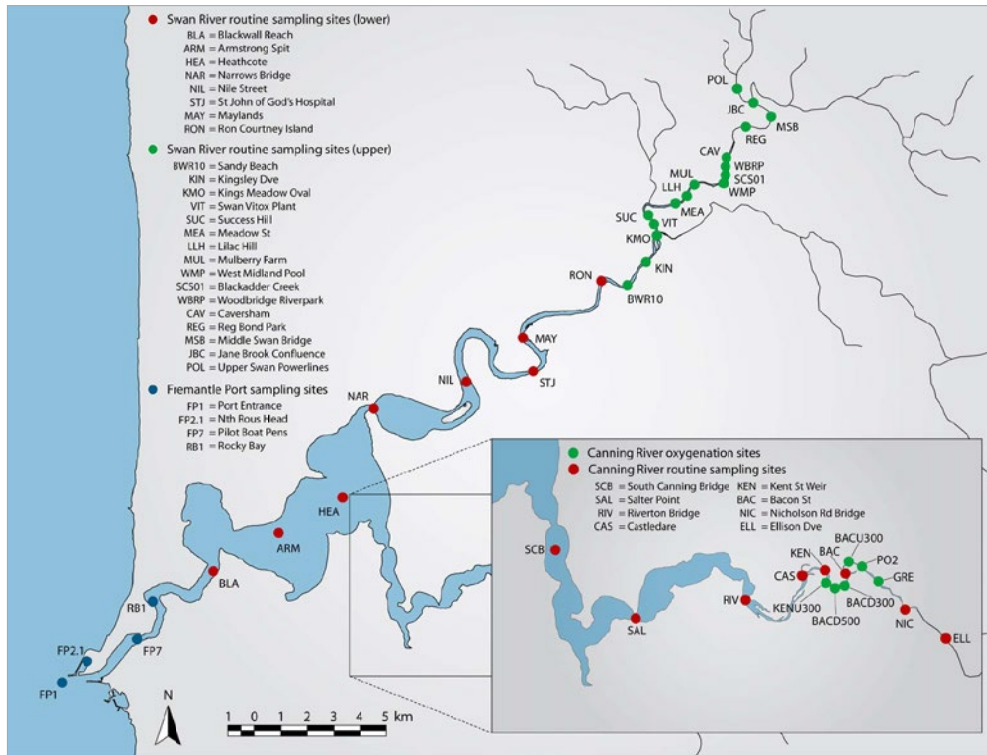 Swan River routine sampling sites (lower)
BLA = Blackwall Reach
ARM = Armstrong Spit
HEA = Heathcote
NAR = Narrows Bridge
NIL = Nile Street
STJ = St John of God's Hospital
MAY = Maylands
RON = Ron Courtney Island
Swan River routine sampling sites (upper)
BWR10 = Sandy Beach
KIN = Kingsley Dve
KMO = Kings Meadow Oval
VIT = Swan Vitox Plant
SUC = Success Hill
MEA = Meadow St
LLH = Lilac Hill
MUL = Mulberry Farm
WMP = West Midland Pool
SCS01 = Blackadder Creek
WBRP = Woodbridge Riverpark
CAV = Caversham
REG = Reg Bond Park
MSB = Middle Swan Bridge
JBC = Jane Brook Confluence
POL = Upper Swan Powerlines
Fremantle Port sampling sites
FP1 = Port Entrance
FP2.1 = Nth Rous Head
FP7 = Pilot Boat Pens
RB1 = Rocky Bay
POL
JBC
MSB
REG
CAV
WBRP
SCS01
WMP
MUL
LLH
MEA
SUC
VIT
KMO
KIN
RON
BWR10
MAY
STJ
NIL
NAR
HEA
ARM
BLA
RB1
FP7
FP2.1
FP1
N
1 0 1 2 3 4 5 km
Canning River oxygenation sites
Canning River routine sampling sites
SCB = South Canning Bridge KEN = Kent St Weir
SAL = Salter Point BAC = Bacon St
RIV = Riverton Bridge NIC = Nicholson Rd Bridge
CAS = Castledare ELL = Ellison Dve
SCB
SAL
RIV
CAS
KEN
BAC
BACU300
PO2
GRE
KENU300
BACD500
BACD300
NIC
ELL